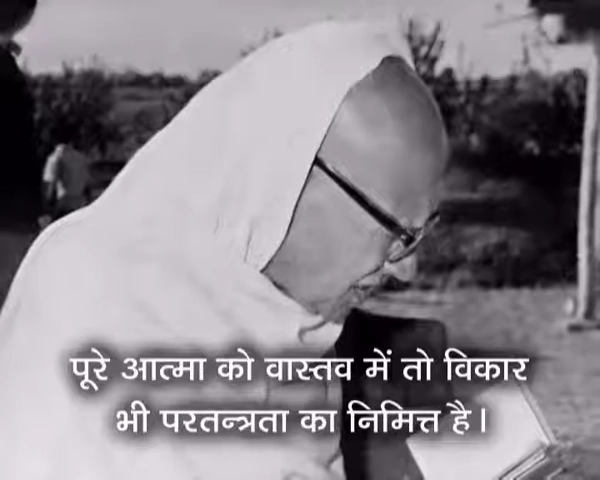 पूरे आत्मा को वास्तव में तो विकार
भी परतन्त्रता का निमित्त है।